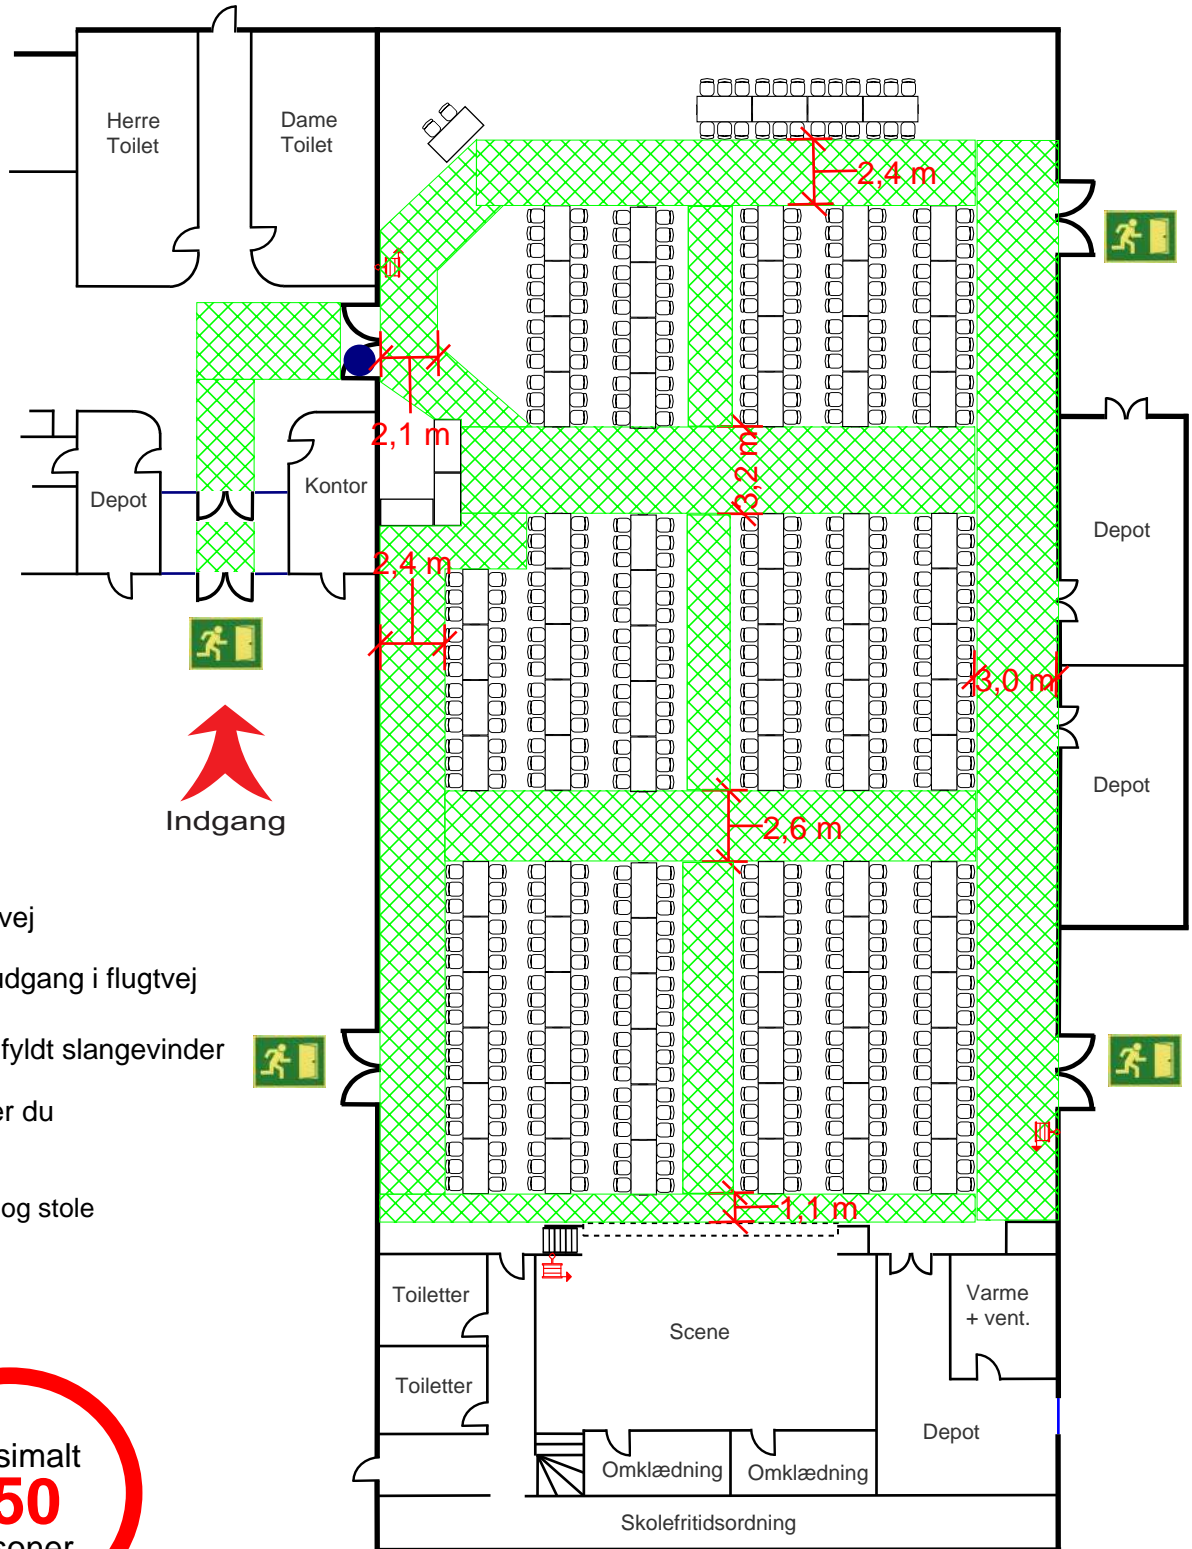 Herre
Toilet
Dame
Toilet
2,4 m
2,1 m
3,2 m
Depot
Kontor
Depot
2,4 m
3,0 m
Depot
Indgang
2,6 m
vej
udgang i flugtvej
fyldt slangevinder
er du
og stole
1,1 m
Toiletter
Varme
+ vent.
Scene
Toiletter
Depot
Omklædning
Omklædning
Skolefritidsordning
simalt
50
soner